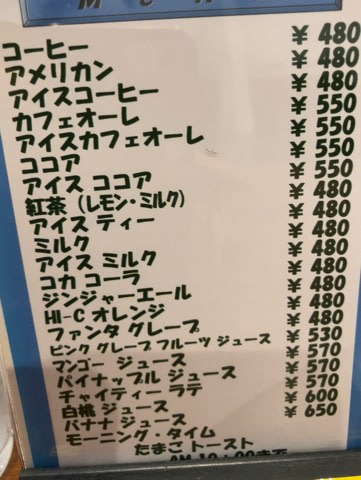 コーヒー ¥ 480
アメリカン ¥ 480
アイスコーヒー ¥ 480
カフェオーレ ¥ 550
アイスカフェオーレ ¥ 550
ココア ¥ 550
アイス ココア ¥ 550
紅茶 (レモン・ミルク) ¥ 480
アイス ティー ¥ 480
ミルク ¥ 480
アイス ミルク ¥ 480
コカ コーラ ¥ 480
ジンジャーエール ¥ 480
HI-C オレンジ ¥ 480
ファンタ グレープ ¥ 480
ピンク グレープ フルーツ ジュース ¥ 530
マンゴー ジュース ¥ 570
パイナップル ジュース ¥ 570
チャイティー ラテ ¥ 570
白桃 ジュース ¥ 600
バナナ ジュース ¥ 650
モーニング・タイム
たまご トースト
AM 10:00まで